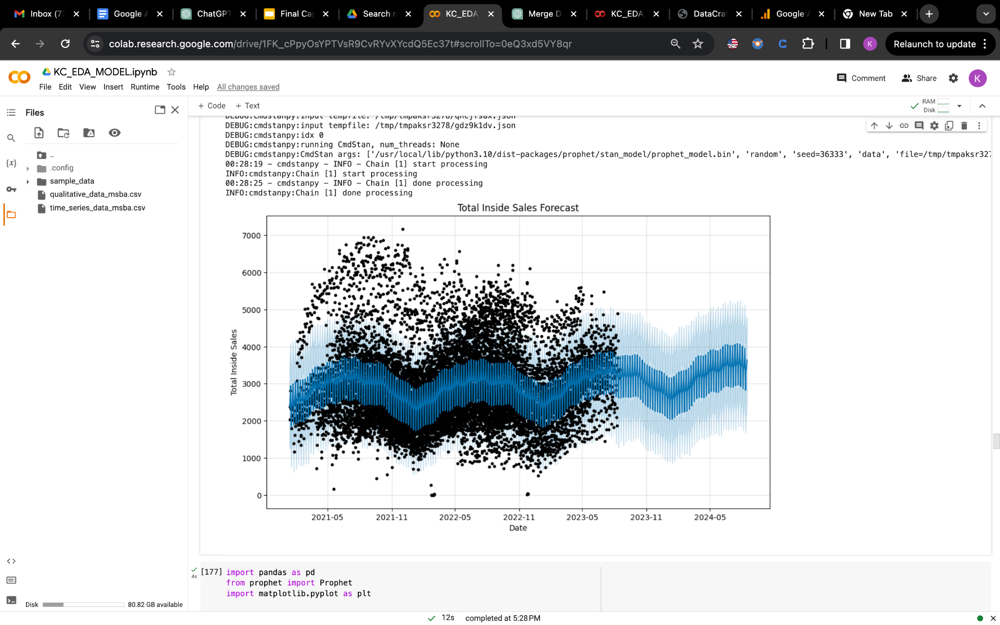 Inbox (7
Google A
ChatGPT
Final Ca
Search r
KC_EDA
Merge D
KC_EDA
DataCra
Google A
New Tab
colab.research.google.com/drive/1FK_cPpyOsYPTVsR9CvRYvXYcdQ5Ec37t#scrollTo=0eQ3xd5VY8qr
K
Relaunch to update
KC_EDA_MODEL.ipynb
File Edit View Insert Runtime Tools Help All changes saved
Comment
Share
K
Files
+ Code + Text
RAM
Disk
..
.config
sample_data
qualitative_data_msba.csv
time_series_data_msba.csv
{x}
DEBUG:cmdstanpy:input tempfile: /tmp/tmpaksr3278/qhcjfsax.json
DEBUG:cmdstanpy:input tempfile: /tmp/tmpaksr3278/gdz9k1dv.json
DEBUG:cmdstanpy:idx 0
DEBUG:cmdstanpy:running CmdStan, num_threads: None
DEBUG:cmdstanpy:CmdStan args: ['/usr/local/lib/python3.10/dist-packages/prophet/stan_model/prophet_model.bin', 'random', 'seed=36333', 'data', 'file=/tmp/tmpaksr327
00:28:19 - cmdstanpy - INFO - Chain [1] start processing
INFO:cmdstanpy:Chain [1] start processing
00:28:25 - cmdstanpy - INFO - Chain [1] done processing
INFO:cmdstanpy:Chain [1] done processing
Total Inside Sales Forecast
7000
6000
5000
4000
3000
2000
1000
0
Total Inside Sales
2021-05 2021-11 2022-05 2022-11 2023-05 2023-11 2024-05
Date
4s
[177] import pandas as pd
from prophet import Prophet
import matplotlib.pyplot as plt
Disk
80.82 GB available
12s completed at 5:28 PM